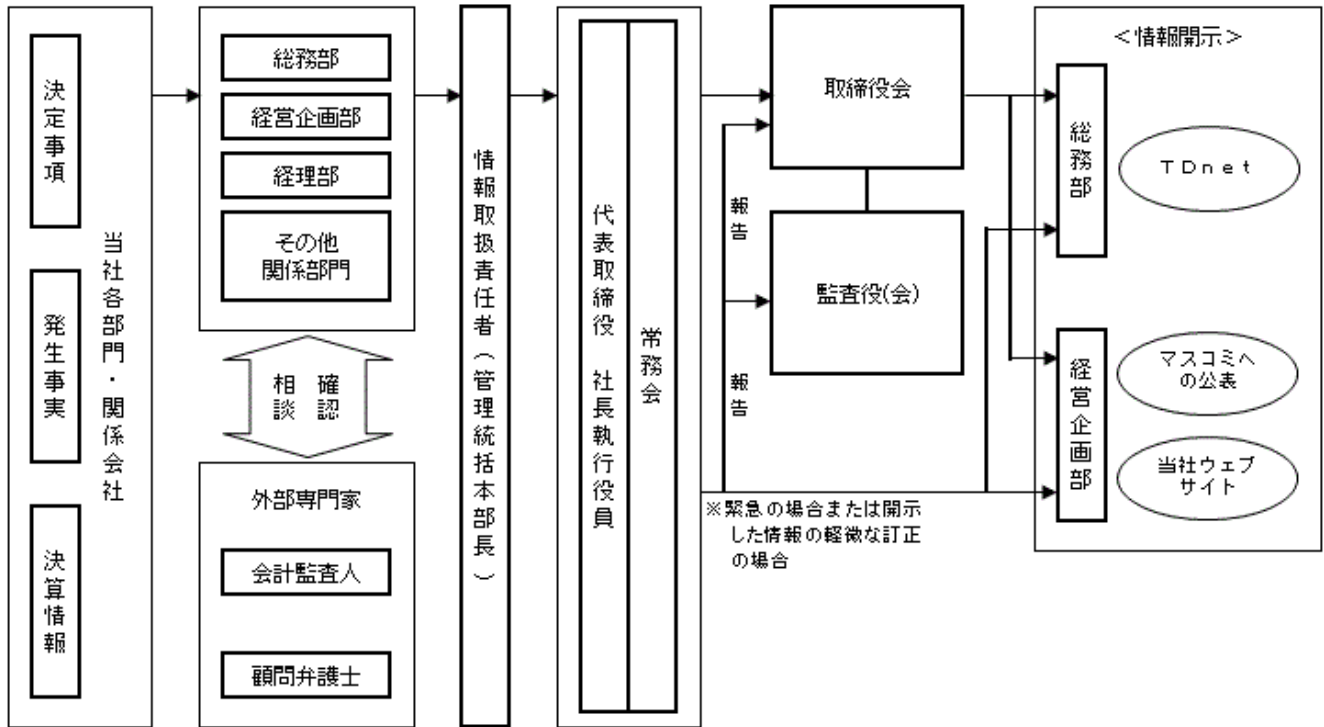 決定事項
発生事実
決算情報
当社各部門・関係会社
総務部
経営企画部
経理部
その他
関係部門
相談
確認
外部専門家
会計監査人
顧問弁護士
情報取扱責任者(管理統括本部長)
代表取締役 社長執行役員
常務会
取締役会
報告
監査役(会)
報告
※緊急の場合または開示
した情報の軽微な訂正
の場合
<情報開示>
総務部
TDnet
経営企画部
マスコミへ
の公表
当社ウェブ
サイト